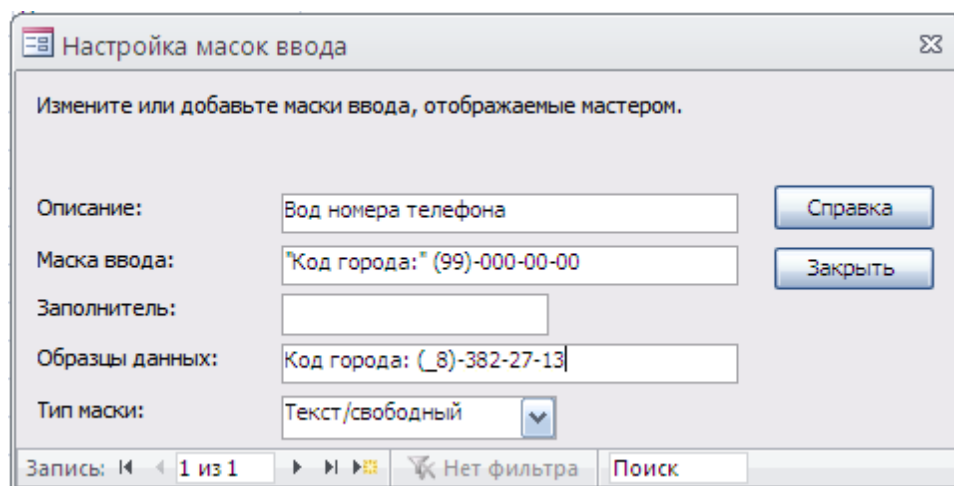 Настройка масок ввода
Измените или добавьте маски ввода, отображаемые мастером.
Описание: Вод номера телефона Справка
Маска ввода: "Код города:" (99)-000-00-00 Закрыть
Заполнитель:
Образцы данных: Код города: (_8)-382-27-13
Тип маски: Текст/свободный
Запись: 1 из 1 Нет фильтра Поиск